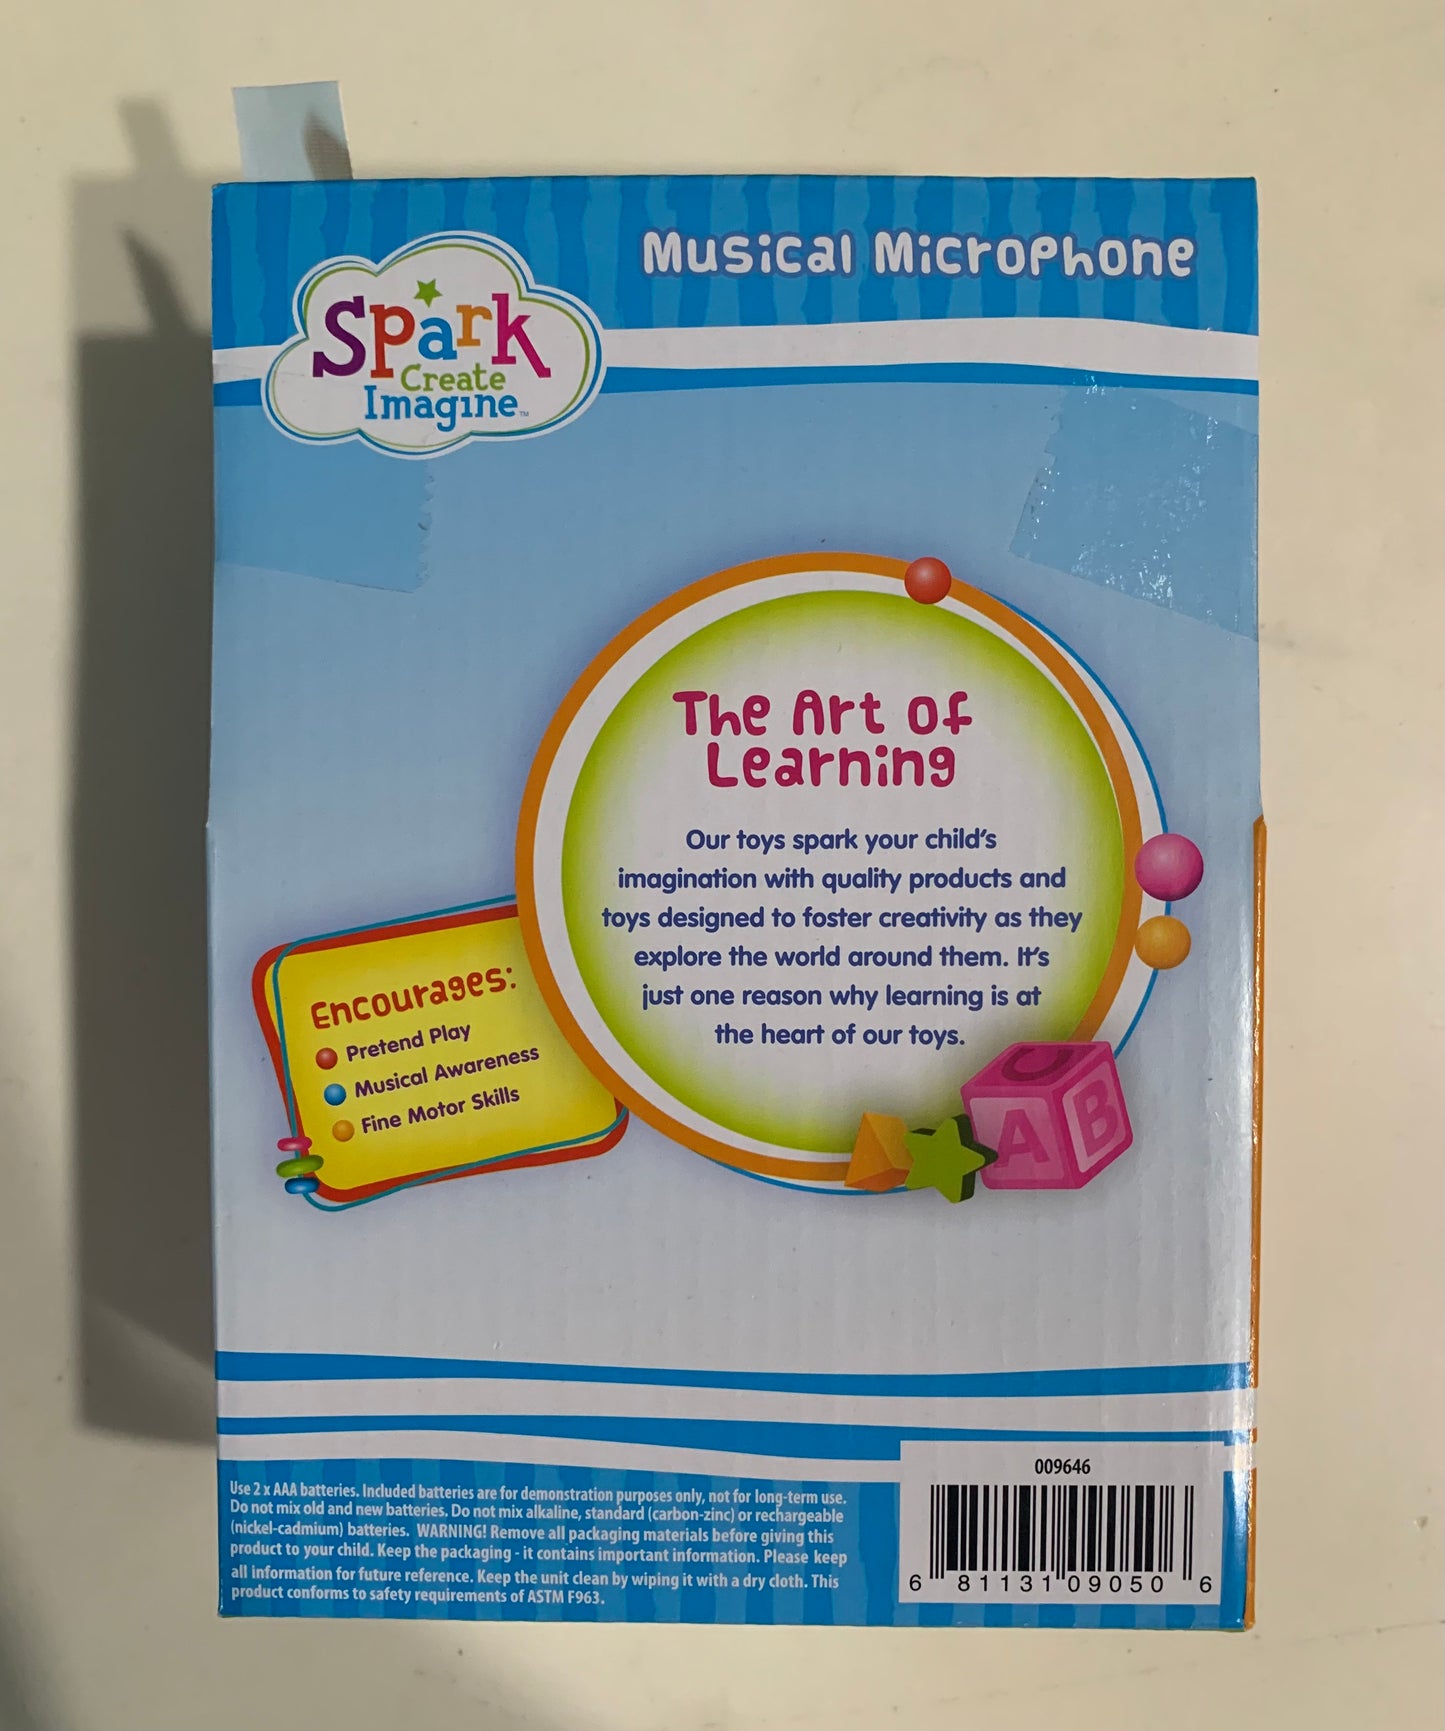 Musical Microphone
Spark
Create
Imagine™
The Art of
Learning
Our toys spark your child's
imagination with quality products and
toys designed to foster creativity as they
explore the world around them. It's
just one reason why learning is at
the heart of our toys.
Encourages:
Pretend Play
Musical Awareness
Fine Motor Skills
A B
C
Use 2 x AAA batteries. Included batteries are for demonstration purposes only, not for long-term use.
Do not mix old and new batteries. Do not mix alkaline, standard (carbon-zinc) or rechargeable
(nickel-cadmium) batteries. WARNING! Remove all packaging materials before giving this
product to your child. Keep the packaging - it contains important information. Please keep
all information for future reference. Keep the unit clean by wiping it with a dry cloth. This
product conforms to safety requirements of ASTM F963.
009646
6 81131 09050 6